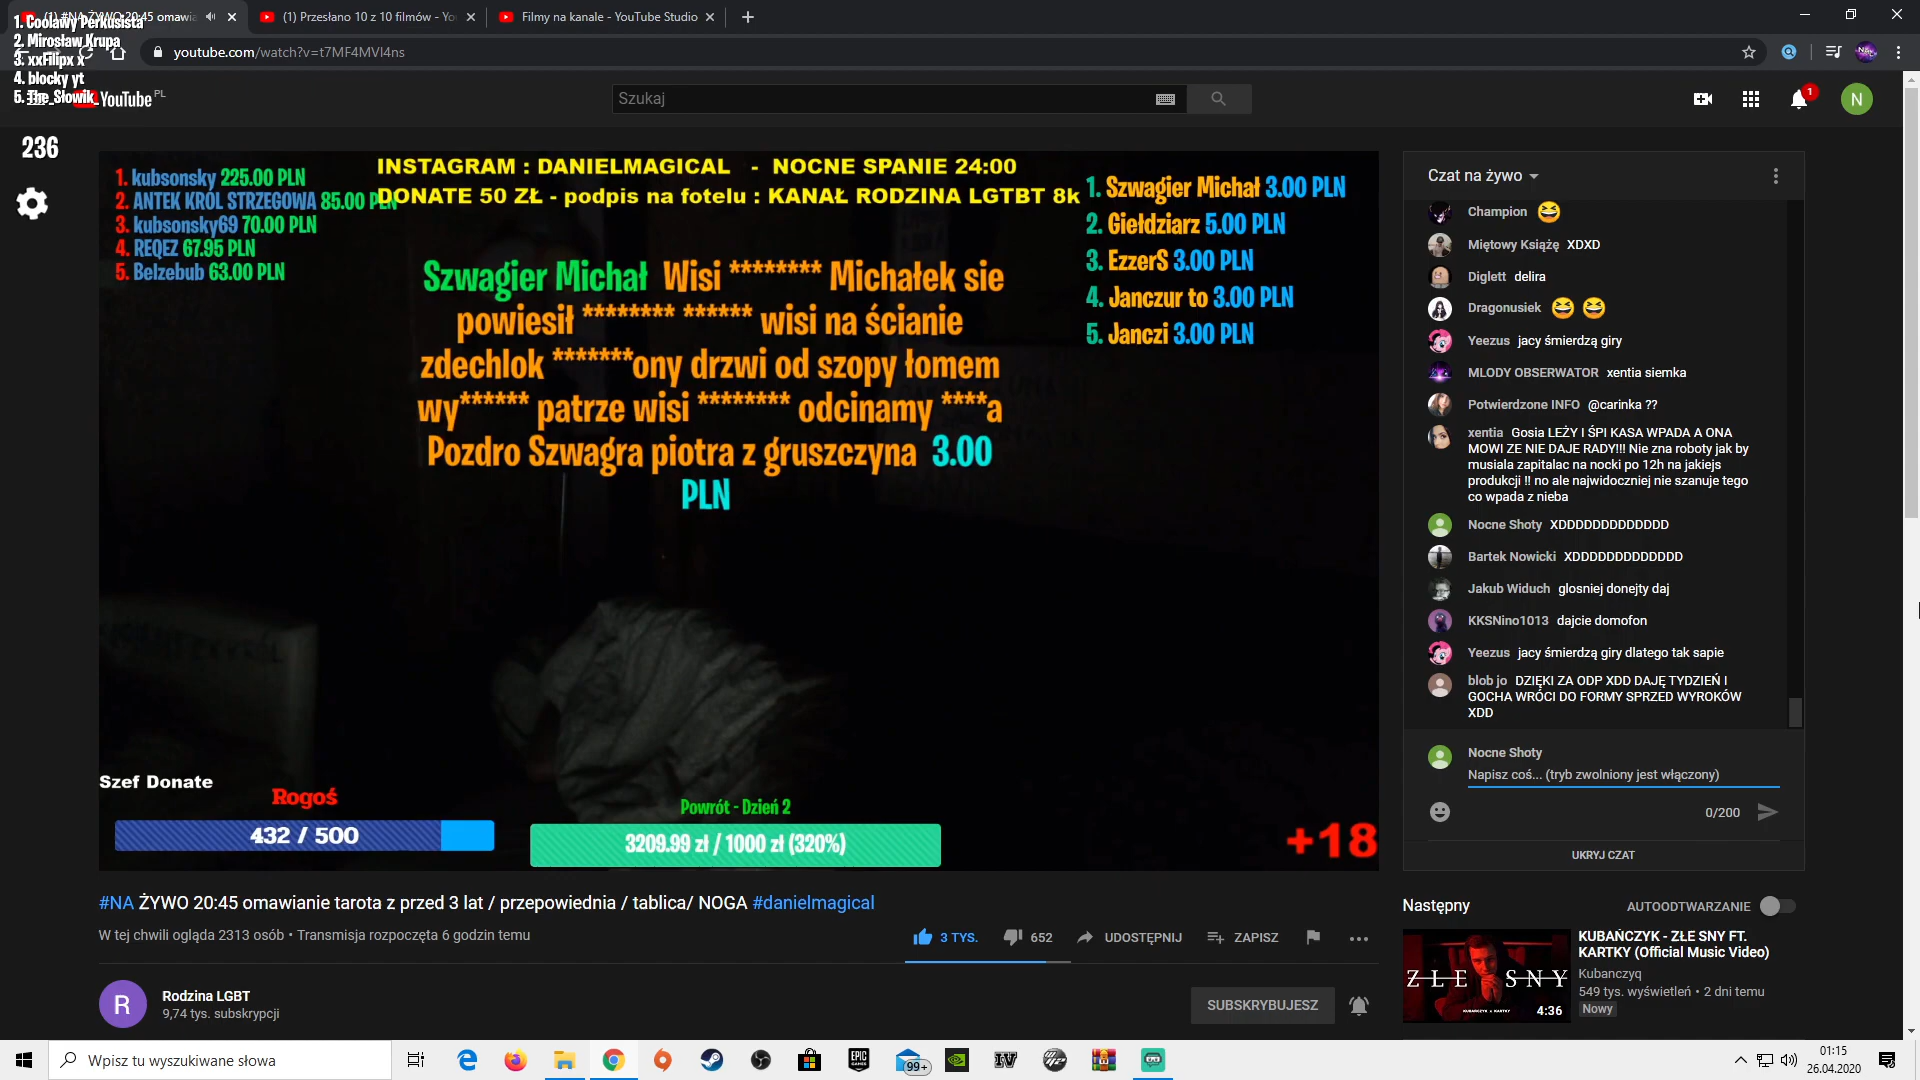 (1) #NA ŻYWO 20:45 omawia
(1) Przesłano 10 z 10 filmów - Yo
Filmy na kanale - YouTube Studio
1. Coolawy Perkusista
2. Mirosław Krupa
3. xxFilipx x
4. blocky yt
5. The_Słowik_
youtube.com/watch?v=t7MF4MVl4ns
YouTube PL
Szukaj
1
N
236
1. kubsonsky 225.00 PLN
2. ANTEK KRÓL STRZEGOWA 85.00 PLN
3. kubsonsky69 70.00 PLN
4. REQEZ 67.95 PLN
5. Belzebub 63.00 PLN
INSTAGRAM : DANIELMAGICAL - NOCNE SPANIE 24:00
DONATE 50 ZŁ - podpis na fotelu : KANAŁ RODZINA LGTBT 8k
1. Szwagier Michał 3.00 PLN
2. Giełdziarz 5.00 PLN
3. EzzerS 3.00 PLN
4. Janczur to 3.00 PLN
5. Janczi 3.00 PLN
Szwagier Michał Wisi ******** Michałek sie
powiesił ******** ****** wisi na ścianie
zdechlok *******ony drzwi od szopy łomem
wy****** patrze wisi ******** odcinamy ****a
Pozdro Szwagra piotra z gruszczyna 3.00
PLN
Szef Donate
Rogoś
432 / 500
Powrót - Dzień 2
3209.99 zł / 1000 zł (320%)
+18
#NA ŻYWO 20:45 omawianie tarota z przed 3 lat / przepowiednia / tablica/ NOGA #danielmagical
W tej chwili ogląda 2313 osób • Transmisja rozpoczęta 6 godzin temu
3 TYS.
652
UDOSTĘPNIJ
ZAPISZ
R
Rodzina LGBT
9,74 tys. subskrypcji
SUBSKRYBUJESZ
Czat na żywo
Champion
Miętowy Książę XDXD
Diglett delira
Dragonusiek
Yeezus jacy śmierdzą giry
MLODY OBSERWATOR xentia siemka
Potwierdzone INFO @carinka ??
xentia Gosia LEŻY I ŚPI KASA WPADA A ONA
MOWI ZE NIE DAJE RADY!!! Nie zna roboty jak by
musiala zapitalac na nocki po 12h na jakiejs
produkcji !! no ale najwidoczniej nie szanuje tego
co wpada z nieba
Nocne Shoty XDDDDDDDDDDDDD
Bartek Nowicki XDDDDDDDDDDDDD
Jakub Widuch glosniej donejty daj
KKSNino1013 dajcie domofon
Yeezus jacy śmierdzą giry dlatego tak sapie
blob jo DZIĘKI ZA ODP XDD DAJĘ TYDZIEŃ I
GOCHA WRÓCI DO FORMY SPRZED WYROKÓW
XDD
Nocne Shoty
Napisz coś... (tryb zwolniony jest włączony)
0/200
UKRYJ CZAT
Następny
AUTOODTWARZANIE
ZŁE SNY
KUBAŃCZYK x KARTKY
4:36
KUBAŃCZYK - ZŁE SNY FT.
KARTKY (Official Music Video)
Kubanczyq
549 tys. wyświetleń • 2 dni temu
Nowy
Wpisz tu wyszukiwane słowa
EPIC
GAMES
99+
IV
01:15
26.04.2020